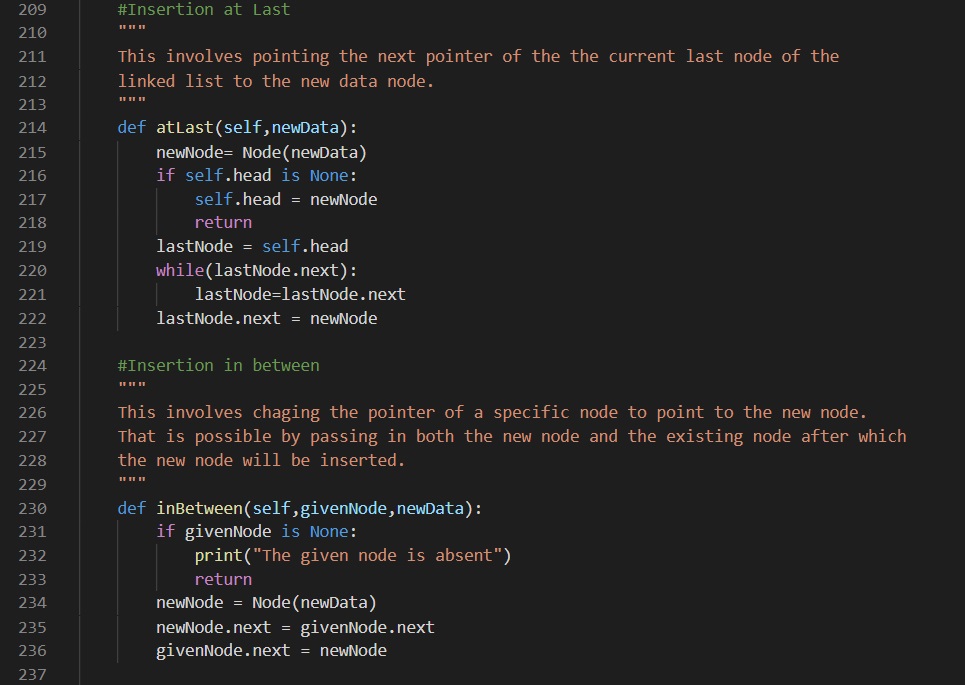 209 #Insertion at Last
210 """
211 This involves pointing the next pointer of the the current last node of the
212 linked list to the new data node.
213 """
214 def atLast(self,newData):
215 newNode= Node(newData)
216 if self.head is None:
217 self.head = newNode
218 return
219 lastNode = self.head
220 while(lastNode.next):
221 lastNode=lastNode.next
222 lastNode.next = newNode
223
224 #Insertion in between
225 """
226 This involves chaging the pointer of a specific node to point to the new node.
227 That is possible by passing in both the new node and the existing node after which
228 the new node will be inserted.
229 """
230 def inBetween(self,givenNode,newData):
231 if givenNode is None:
232 print("The given node is absent")
233 return
234 newNode = Node(newData)
235 newNode.next = givenNode.next
236 givenNode.next = newNode
237